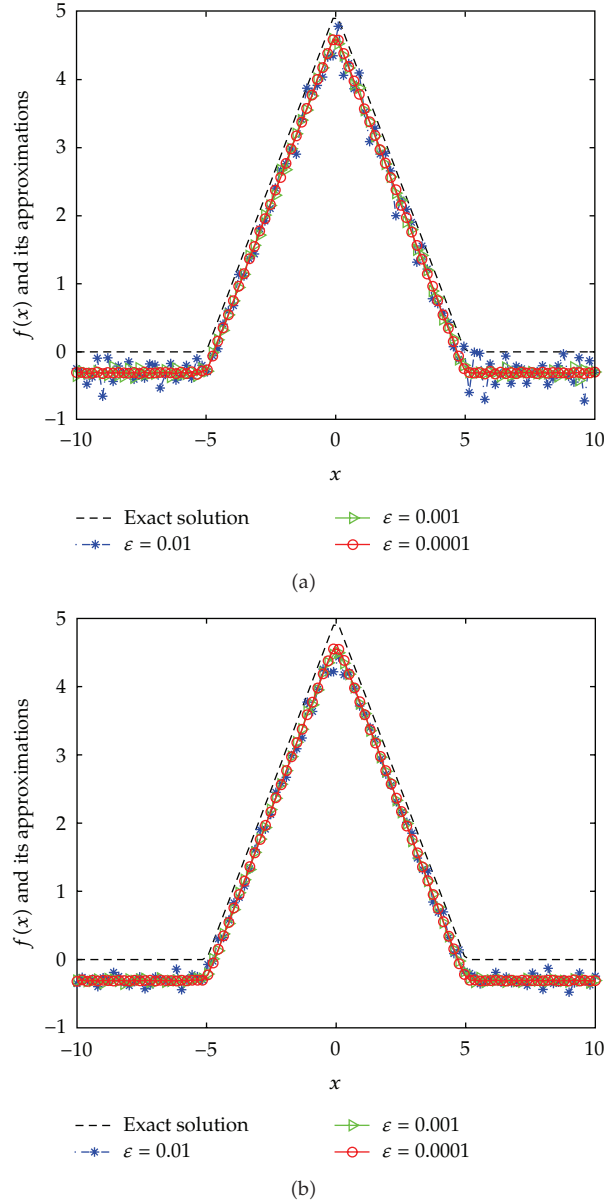 5
4
3
2
1
0
−1
f(x) and its approximations
−10 −5 0 5 10
x
Exact solution ε = 0.001
ε = 0.01 ε = 0.0001
(a)
5
4
3
2
1
0
−1
f(x) and its approximations
−10 −5 0 5 10
x
Exact solution ε = 0.001
ε = 0.01 ε = 0.0001
(b)